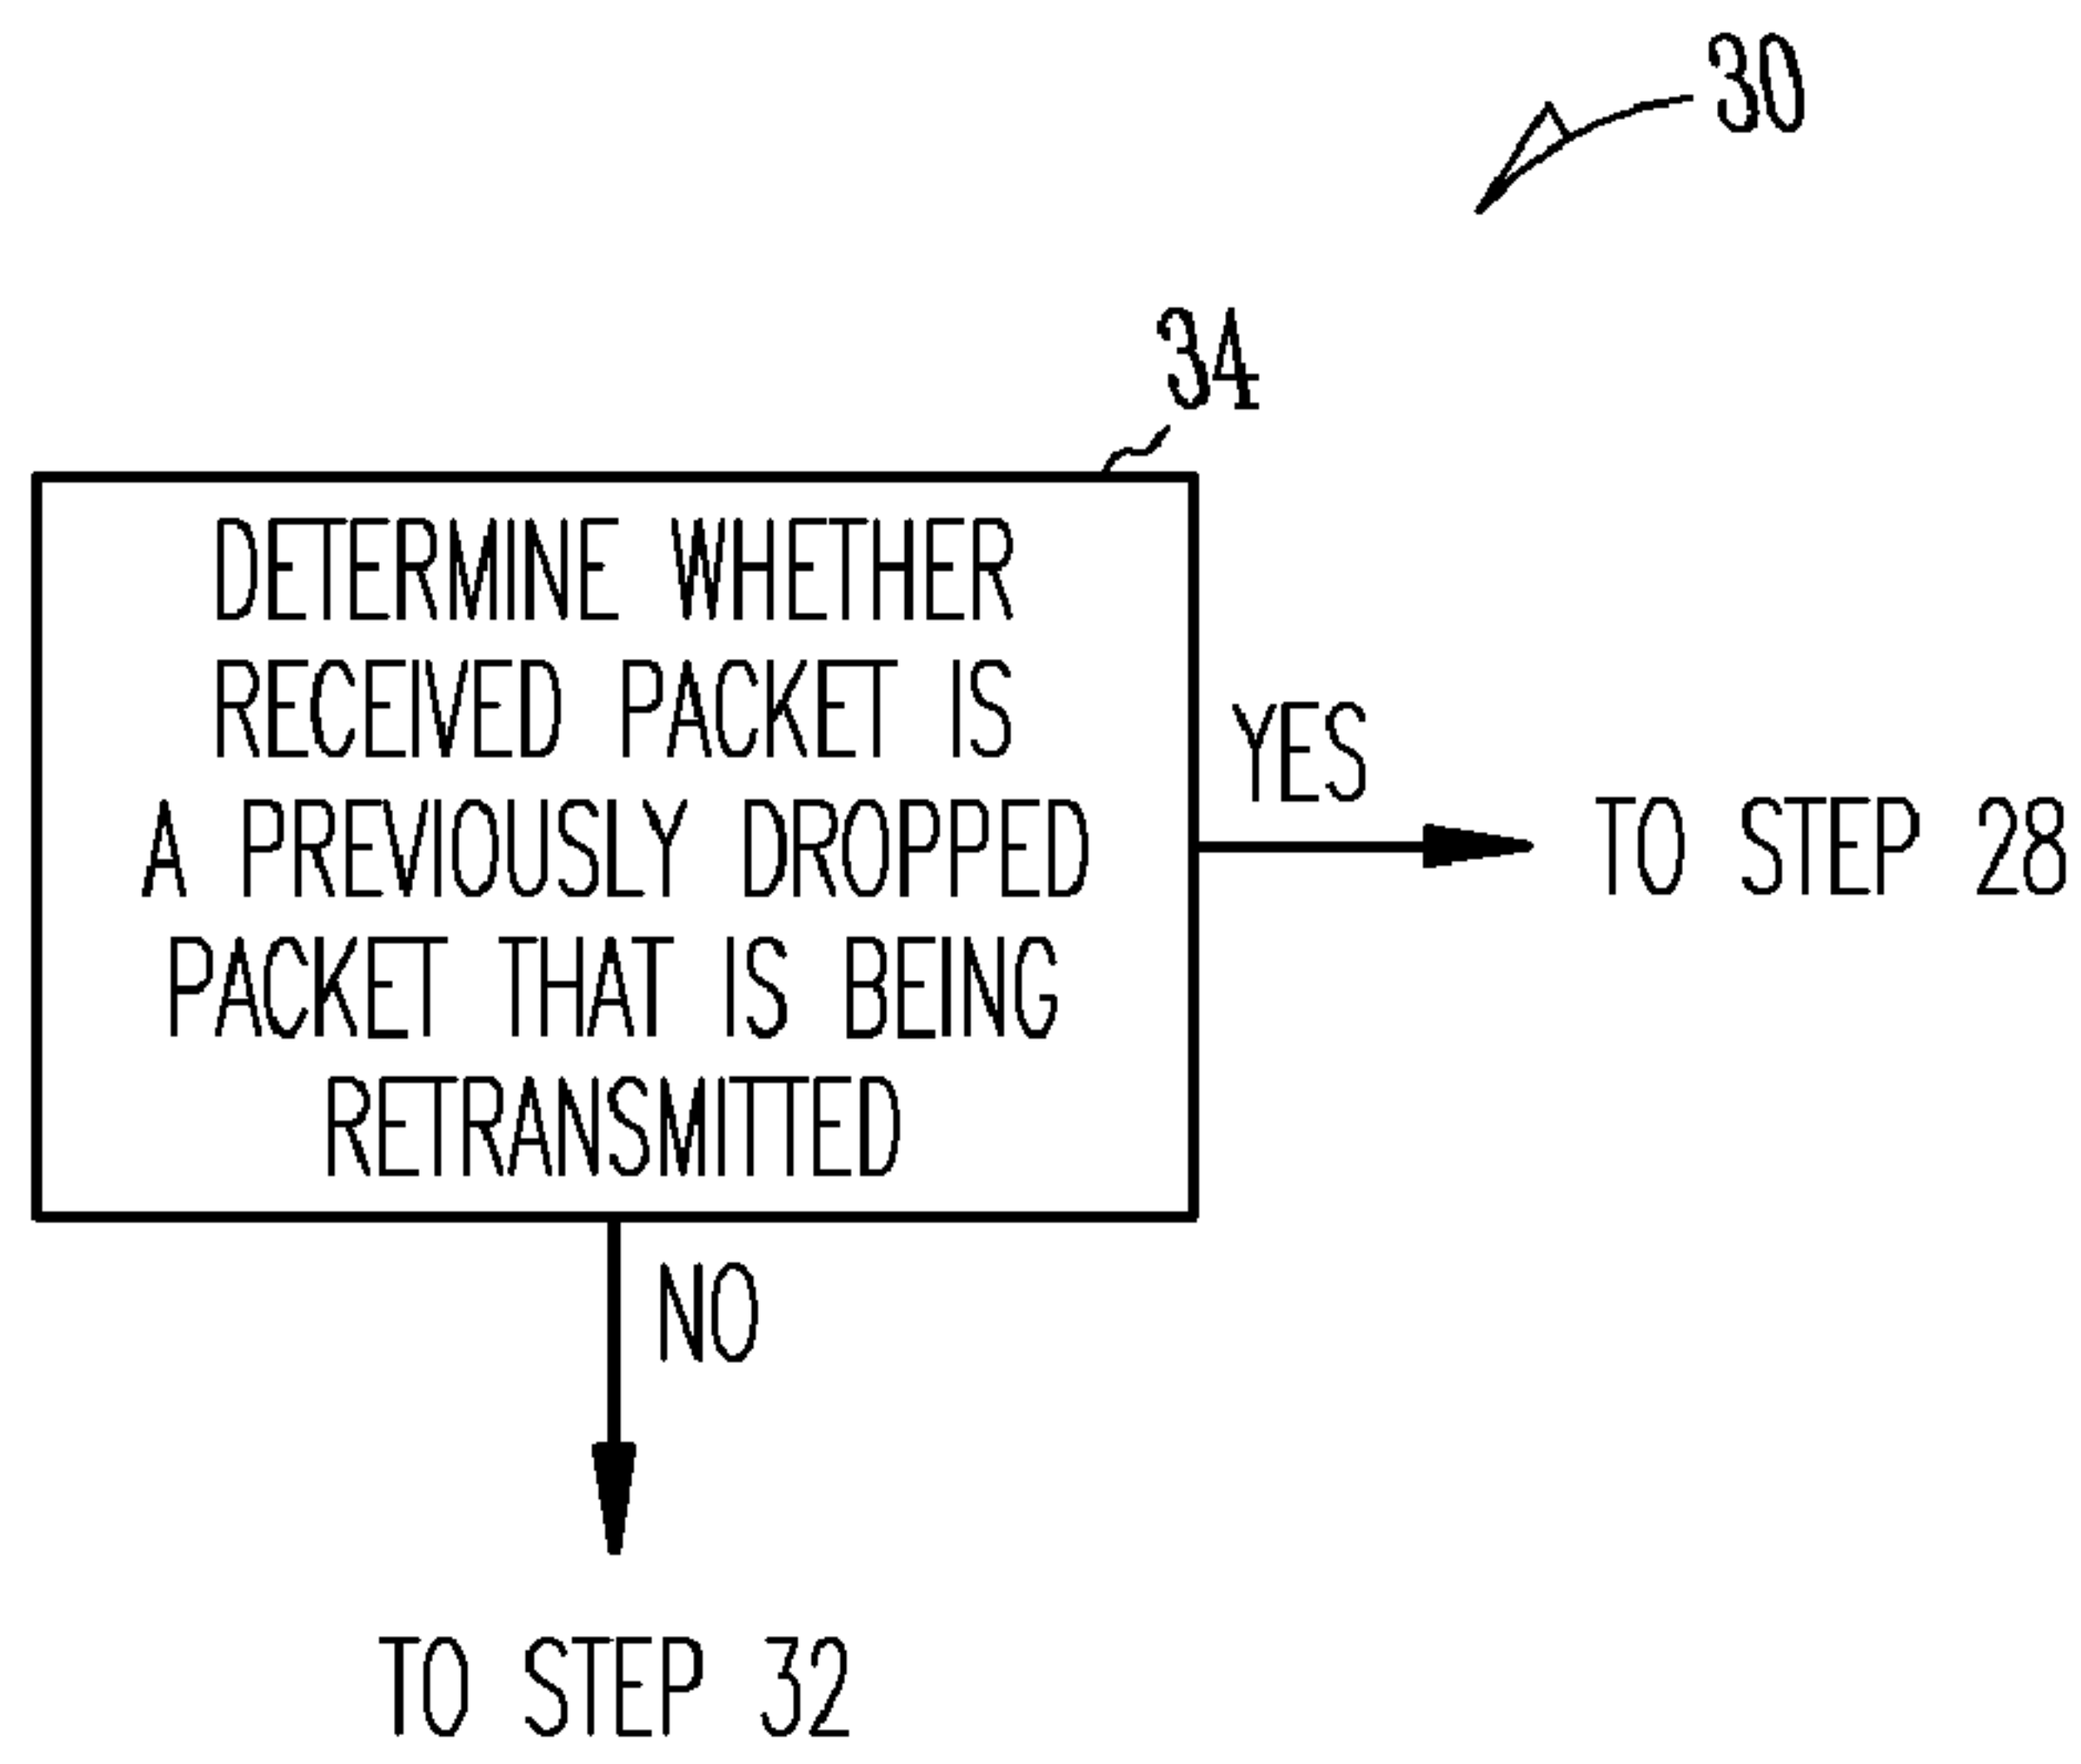 30
34
DETERMINE WHETHER
RECEIVED PACKET IS
A PREVIOUSLY DROPPED
PACKET THAT IS BEING
RETRANSMITTED
YES
TO STEP 28
NO
TO STEP 32